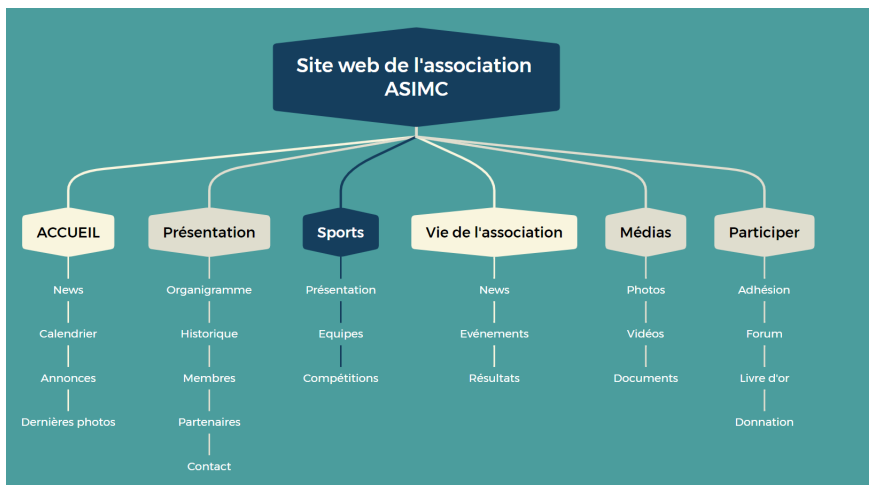 Site web de l'association
ASIMC
ACCUEIL
News
Calendrier
Annonces
Dernières photos
Présentation
Organigramme
Historique
Membres
Partenaires
Contact
Sports
Présentation
Equipes
Compétitions
Vie de l'association
News
Evénements
Résultats
Médias
Photos
Vidéos
Documents
Participer
Adhésion
Forum
Livre d'or
Donnation